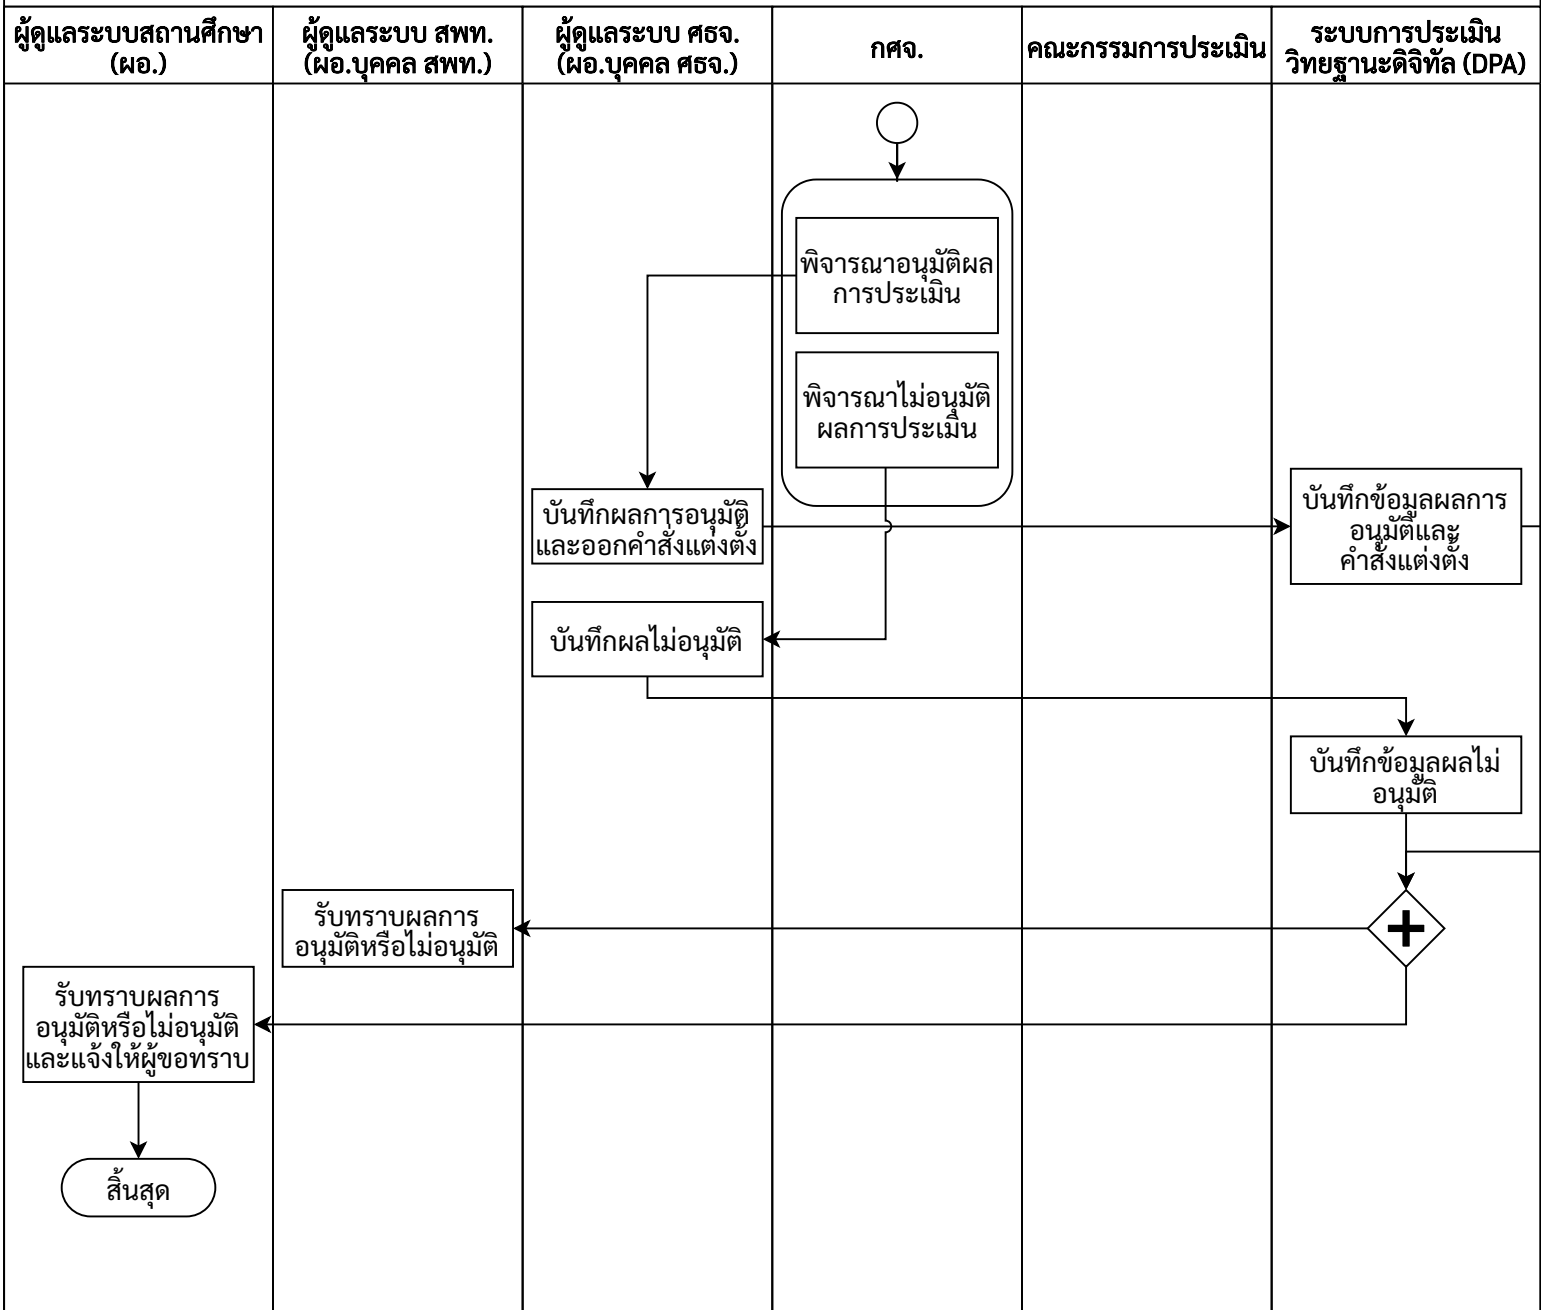 ผู้ดูแลระบบสถานศึกษา
(ผอ.)
ผู้ดูแลระบบ สพท.
(ผอ.บุคคล สพท.)
ผู้ดูแลระบบ ศธจ.
(ผอ.บุคคล ศธจ.)
กศจ.
คณะกรรมการประเมิน
ระบบการประเมิน
วิทยฐานะดิจิทัล (DPA)
พิจารณาอนุมัติผล
การประเมิน
พิจารณาไม่อนุมัติ
ผลการประเมิน
บันทึกผลการอนุมัติ
และออกคำสั่งแต่งตั้ง
บันทึกข้อมูลผลการ
อนุมัติและ
คำสั่งแต่งตั้ง
บันทึกผลไม่อนุมัติ
บันทึกข้อมูลผลไม่
อนุมัติ
รับทราบผลการ
อนุมัติหรือไม่อนุมัติ
รับทราบผลการ
อนุมัติหรือไม่อนุมัติ
และแจ้งให้ผู้ขอทราบ
สิ้นสุด